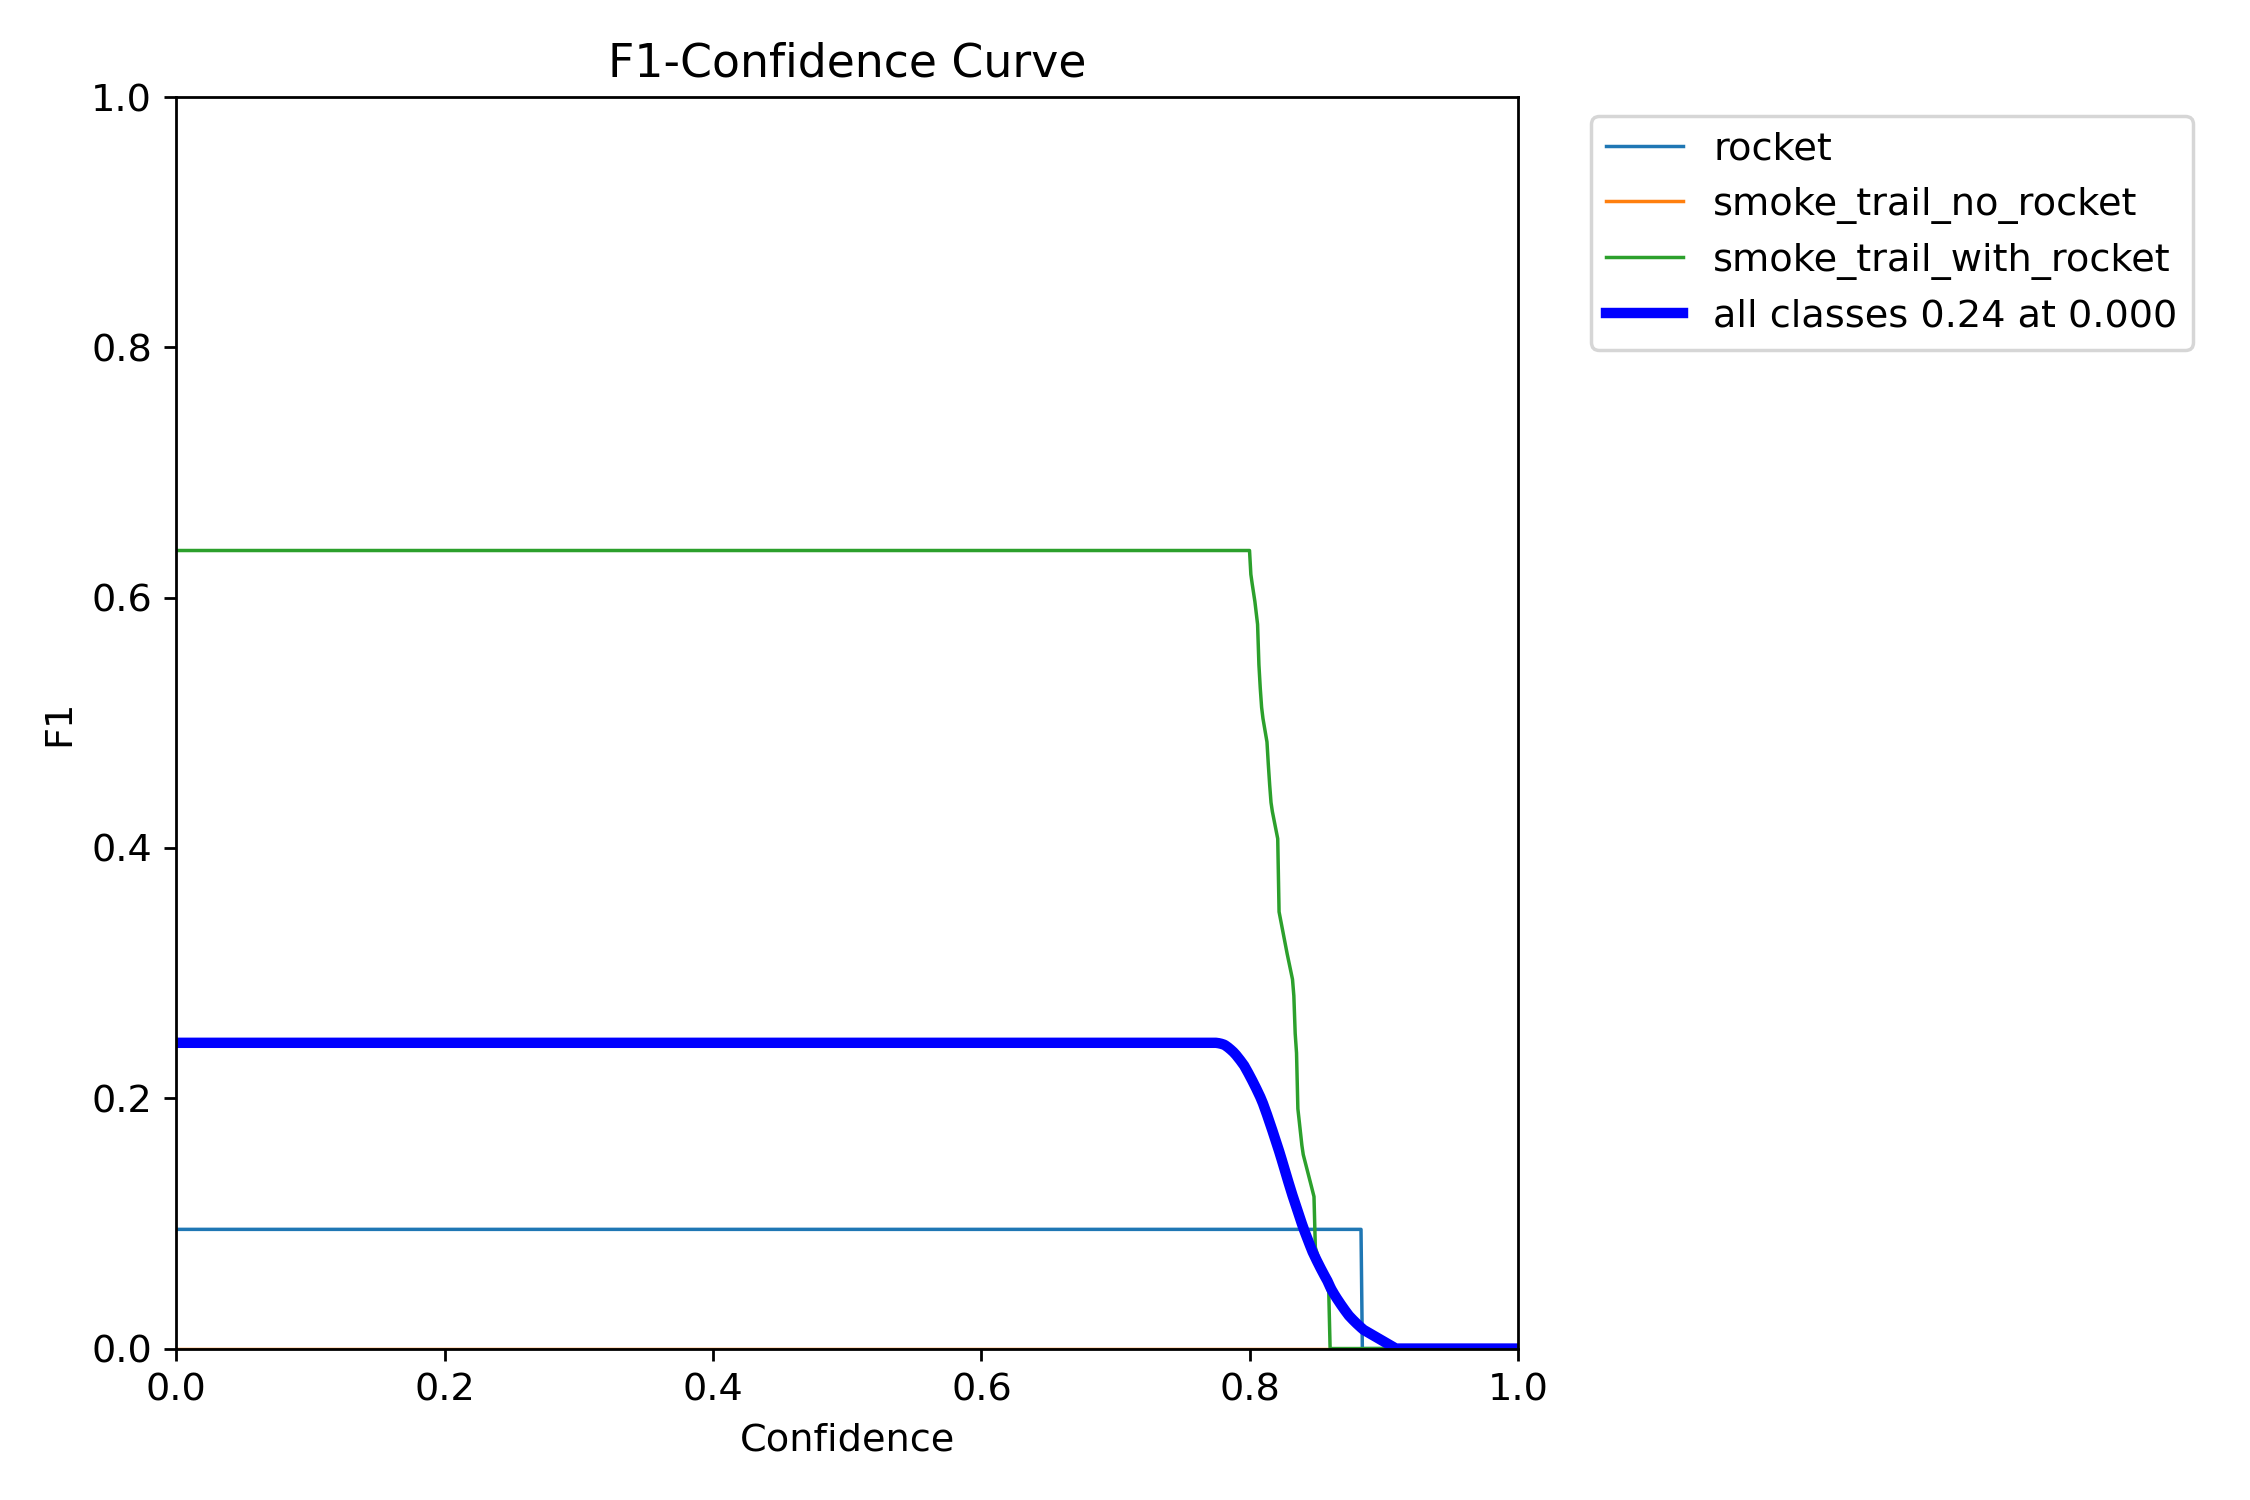 F1-Confidence Curve
1.0
0.8
0.6
0.4
0.2
0.0
F1
0.0 0.2 0.4 0.6 0.8 1.0
Confidence
rocket
smoke_trail_no_rocket
smoke_trail_with_rocket
all classes 0.24 at 0.000